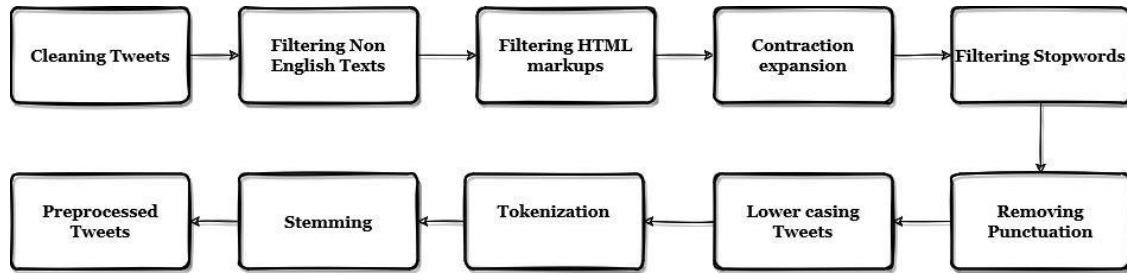 Cleaning Tweets
Filtering Non
English Texts
Filtering HTML
markups
Contraction
expansion
Filtering Stopwords
Removing
Punctuation
Lower casing
Tweets
Tokenization
Stemming
Preprocessed
Tweets